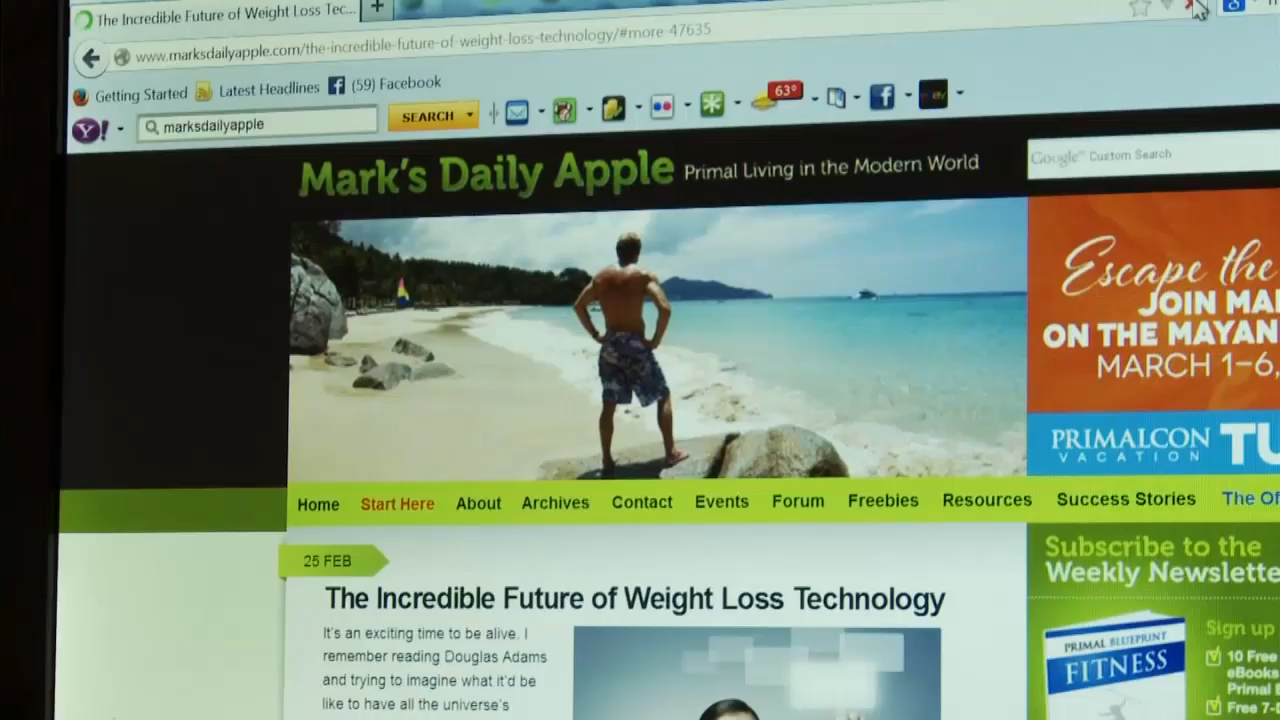 The Incredible Future of Weight Loss Tec...
www.marksdailyapple.com/the-incredible-future-of-weight-loss-technology/#more-47635
Getting Started
Latest Headlines
(59) Facebook
Y!
marksdailyapple
SEARCH
63°
Mark's Daily Apple
Primal Living in the Modern World
Google™ Custom Search
Escape the
JOIN MA
ON THE MAYAN
MARCH 1–6,
PRIMALCON
VACATION
TU
Home
Start Here
About
Archives
Contact
Events
Forum
Freebies
Resources
Success Stories
The Of
25 FEB
The Incredible Future of Weight Loss Technology
It's an exciting time to be alive. I
remember reading Douglas Adams
and trying to imagine what it'd be
like to have all the universe's
Subscribe to the
Weekly Newslette
Sign up
10 Free
eBooks
Primal
Free 7-
PRIMAL BLUEPRINT
FITNESS